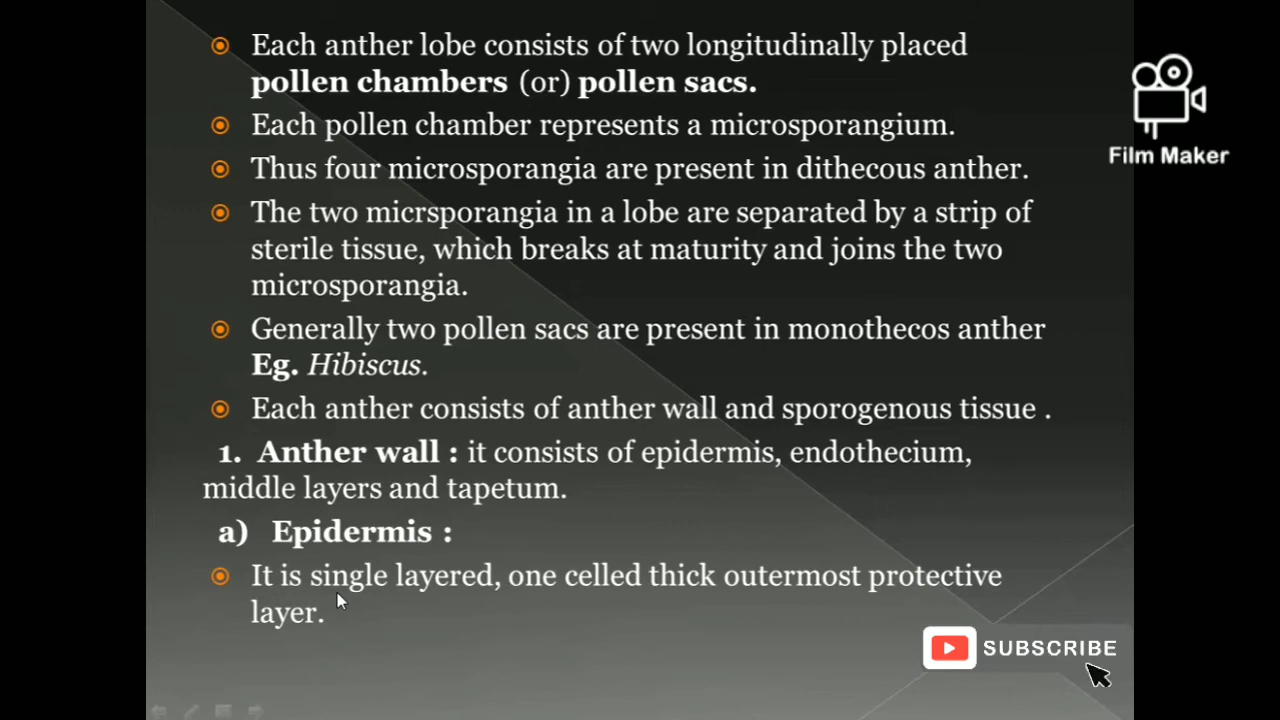 Each anther lobe consists of two longitudinally placed
pollen chambers (or) pollen sacs.
Each pollen chamber represents a microsporangium.
Thus four microsporangia are present in dithecous anther.
The two micrsporangia in a lobe are separated by a strip of
sterile tissue, which breaks at maturity and joins the two
microsporangia.
Generally two pollen sacs are present in monothecos anther
Eg. Hibiscus.
Each anther consists of anther wall and sporogenous tissue .
1. Anther wall : it consists of epidermis, endothecium,
middle layers and tapetum.
a) Epidermis :
It is single layered, one celled thick outermost protective
layer.
Film Maker
SUBSCRIBE